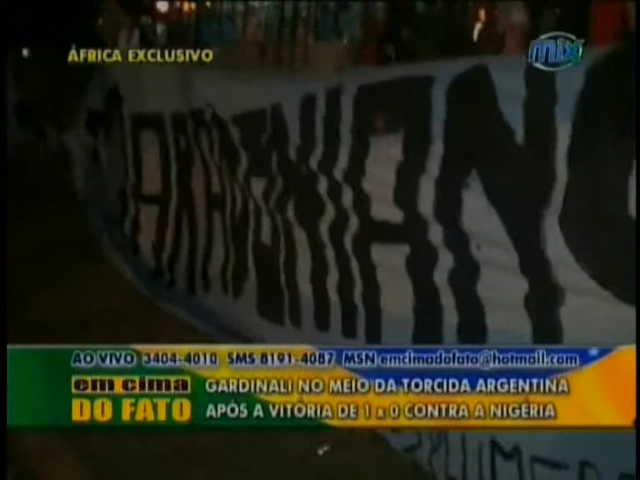 ÁFRICA EXCLUSIVO
mix
MARADONIANO
AO VIVO 3404-4010 SMS 8191-4087 MSN emcimadofato@hotmail.com
em cima
DO FATO
GARDINALI NO MEIO DA TORCIDA ARGENTINA
APÓS A VITÓRIA DE 1 x 0 CONTRA A NIGÉRIA